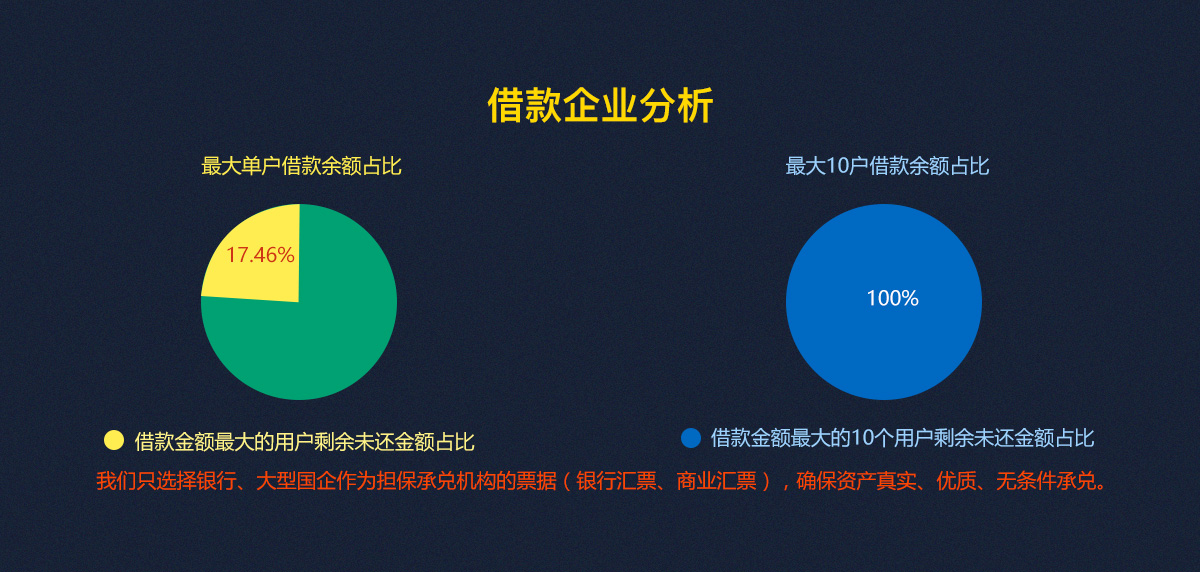 借款企业分析
最大单户借款余额占比
最大10户借款余额占比
17.46%
100%
借款金额最大的用户剩余未还金额占比
借款金额最大的10个用户剩余未还金额占比
我们只选择银行、大型国企作为担保承兑机构的票据（银行汇票、商业汇票），确保资产真实、优质、无条件承兑。